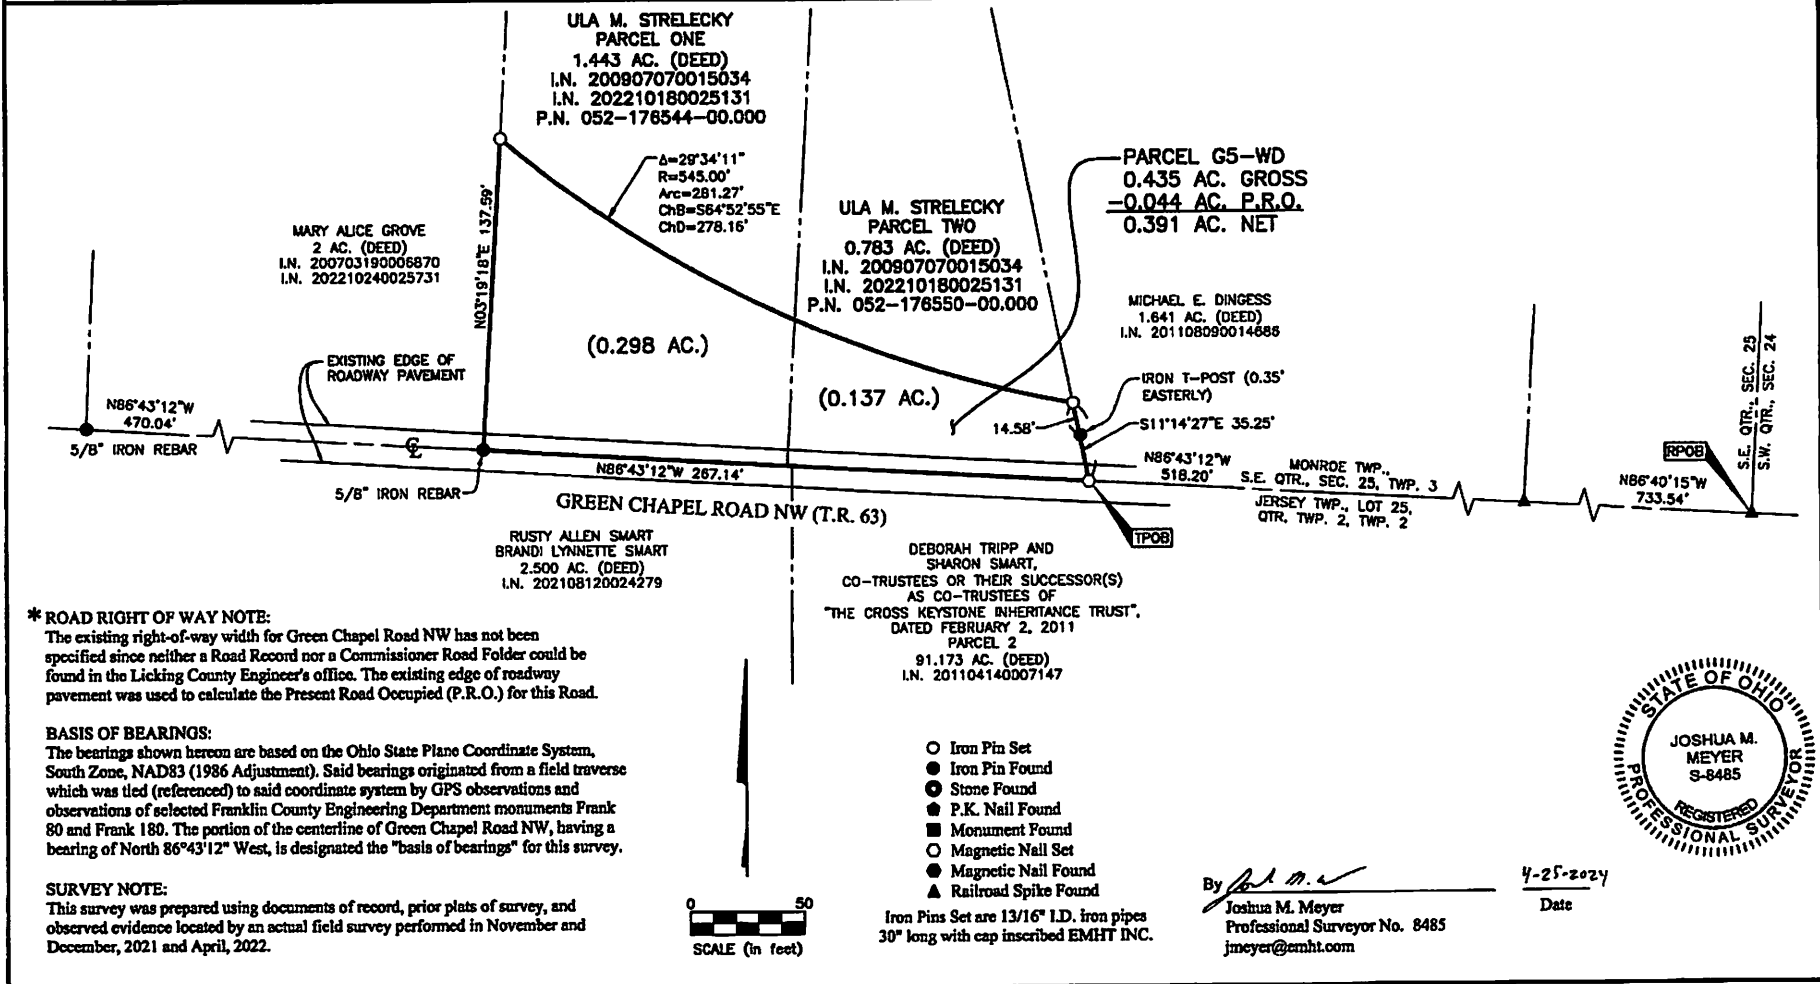 ULA M. STRELECKY
PARCEL ONE
1.443 AC. (DEED)
I.N. 200907070015034
I.N. 202210180025131
P.N. 052-176544-00.000
Δ=29°34'11"
R=545.00'
Arc=281.27'
ChB=S64°52'55"E
ChD=278.16'
PARCEL G5-WD
0.435 AC. GROSS
-0.044 AC. P.R.O.
0.391 AC. NET
MARY ALICE GROVE
2 AC. (DEED)
I.N. 200703190006870
I.N. 202210240025731
N03°19'18"E 137.59'
ULA M. STRELECKY
PARCEL TWO
0.783 AC. (DEED)
I.N. 200907070015034
I.N. 202210180025131
P.N. 052-176550-00.000
MICHAEL E. DINGESS
1.641 AC. (DEED)
I.N. 201108090014686
(0.298 AC.)
(0.137 AC.)
EXISTING EDGE OF
ROADWAY PAVEMENT
IRON T-POST (0.35'
EASTERLY)
14.58'
S11°14'27"E 35.25'
N86°43'12"W
470.04'
5/8" IRON REBAR
℄
5/8" IRON REBAR
N86°43'12"W 267.14'
GREEN CHAPEL ROAD NW (T.R. 63)
N86°43'12"W
518.20'
MONROE TWP.,
S.E. QTR., SEC. 25, TWP. 3
JERSEY TWP., LOT 25,
QTR. TWP. 2, TWP. 2
N86°40'15"W
733.54'
RPOB
S.E. QTR., SEC. 25
S.W. QTR., SEC. 24
TPOB
RUSTY ALLEN SMART
BRANDI LYNNETTE SMART
2.500 AC. (DEED)
I.N. 202108120024279
DEBORAH TRIPP AND
SHARON SMART,
CO-TRUSTEES OR THEIR SUCCESSOR(S)
AS CO-TRUSTEES OF
"THE CROSS KEYSTONE INHERITANCE TRUST",
DATED FEBRUARY 2, 2011
PARCEL 2
91.173 AC. (DEED)
I.N. 201104140007147
* ROAD RIGHT OF WAY NOTE:
The existing right-of-way width for Green Chapel Road NW has not been
specified since neither a Road Record nor a Commissioner Road Folder could be
found in the Licking County Engineer's office. The existing edge of roadway
pavement was used to calculate the Present Road Occupied (P.R.O.) for this Road.
BASIS OF BEARINGS:
The bearings shown hereon are based on the Ohio State Plane Coordinate System,
South Zone, NAD83 (1986 Adjustment). Said bearings originated from a field traverse
which was tied (referenced) to said coordinate system by GPS observations and
observations of selected Franklin County Engineering Department monuments Frank
80 and Frank 180. The portion of the centerline of Green Chapel Road NW, having a
bearing of North 86°43'12" West, is designated the "basis of bearings" for this survey.
SURVEY NOTE:
This survey was prepared using documents of record, prior plats of survey, and
observed evidence located by an actual field survey performed in November and
December, 2021 and April, 2022.
0 50
SCALE (in feet)
Iron Pin Set
Iron Pin Found
Stone Found
P.K. Nail Found
Monument Found
Magnetic Nail Set
Magnetic Nail Found
Railroad Spike Found
Iron Pins Set are 13/16" I.D. iron pipes
30" long with cap inscribed EMHT INC.
STATE OF OHIO
JOSHUA M.
MEYER
S-8485
REGISTERED
PROFESSIONAL SURVEYOR
By
4-25-2024
Joshua M. Meyer
Date
Professional Surveyor No. 8485
jmeyer@emht.com